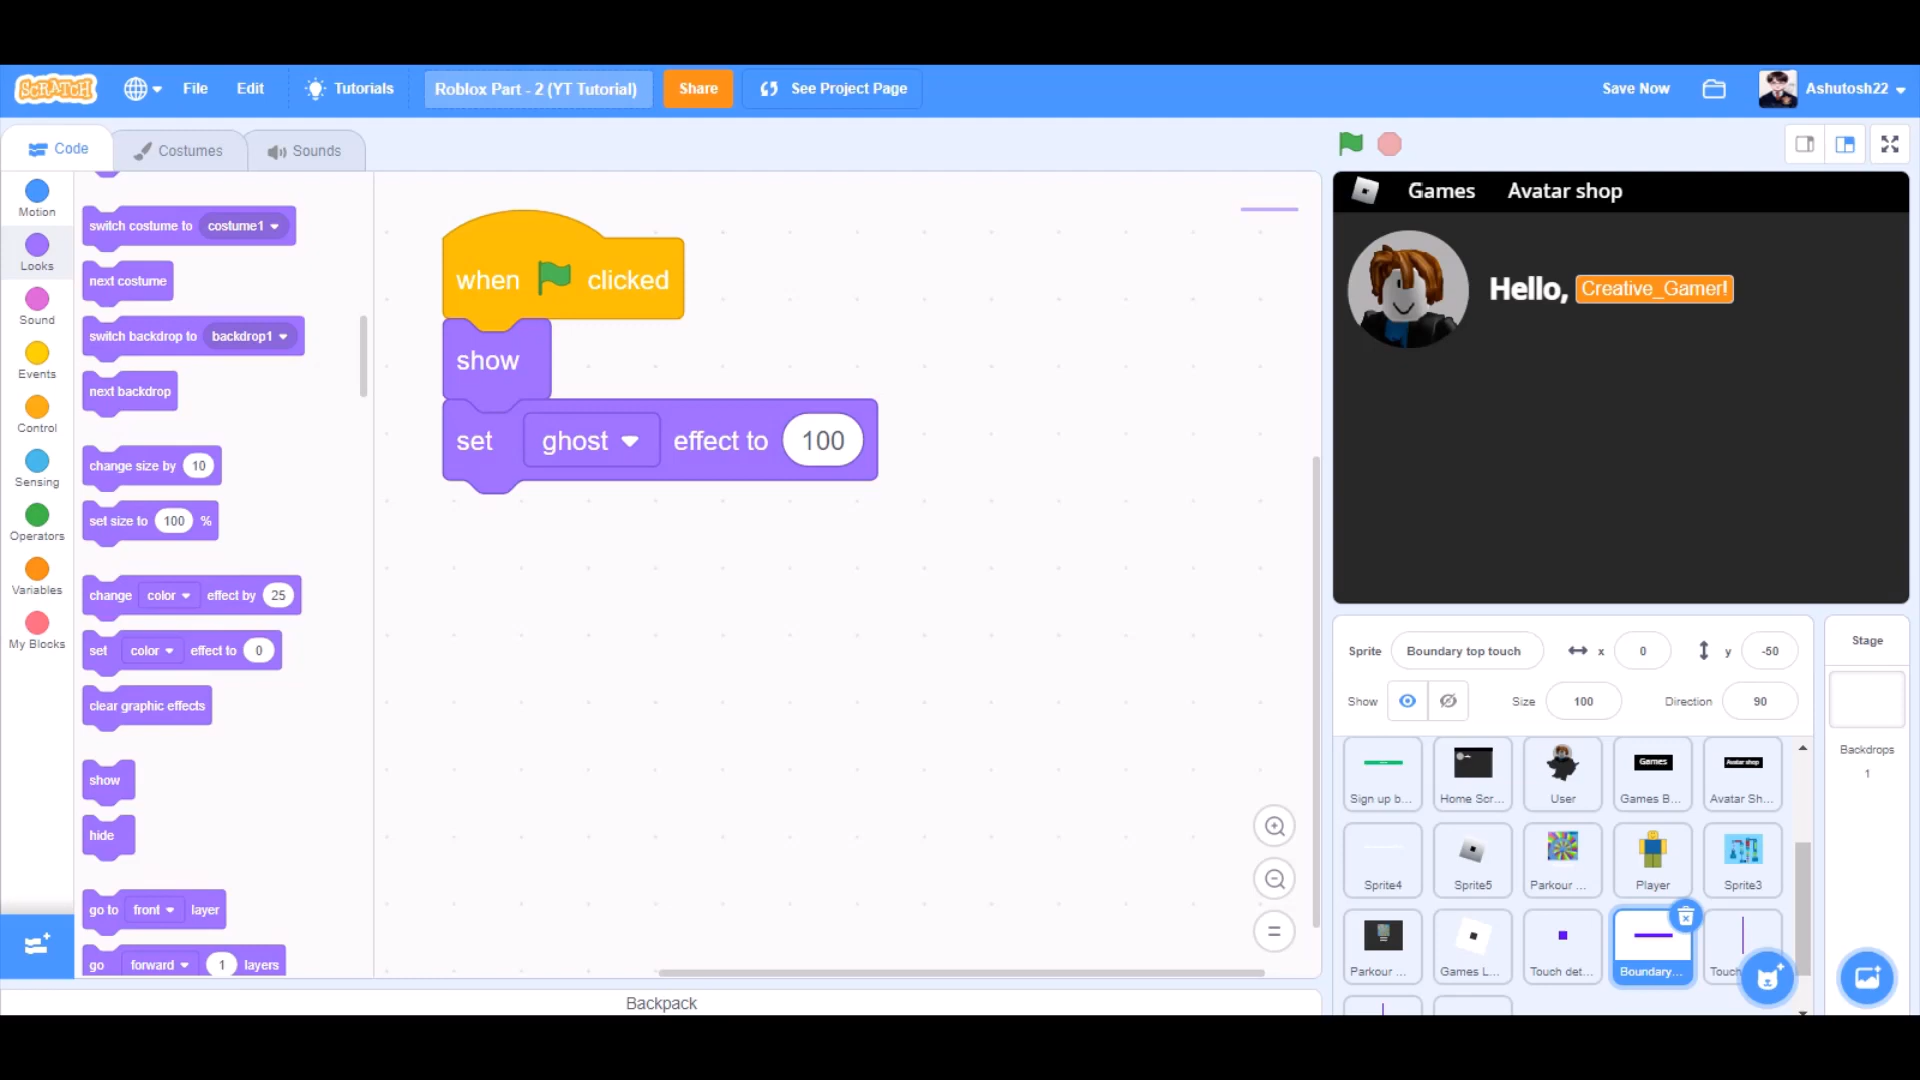 SCRATCH
File
Edit
Tutorials
Roblox Part - 2 (YT Tutorial)
Share
See Project Page
Save Now
Ashutosh22
Code
Costumes
Sounds
Motion
Looks
Sound
Events
Control
Sensing
Operators
Variables
My Blocks
switch costume to costume1
next costume
switch backdrop to backdrop1
next backdrop
change size by 10
set size to 100 %
change color effect by 25
set color effect to 0
clear graphic effects
show
hide
go to front layer
go forward 1 layers
when clicked
show
set ghost effect to 100
Backpack
Games Avatar shop
Hello, Creative_Gamer!
Sprite Boundary top touch x 0 y -50
Show Size 100 Direction 90
Sign up b... Home Scr... User Games B... Avatar Sh...
Sprite4 Sprite5 Parkour ... Player Sprite3
Parkour ... Games L... Touch det... Boundary... Touc
Games
Avatar shop
Stage
Backdrops
1